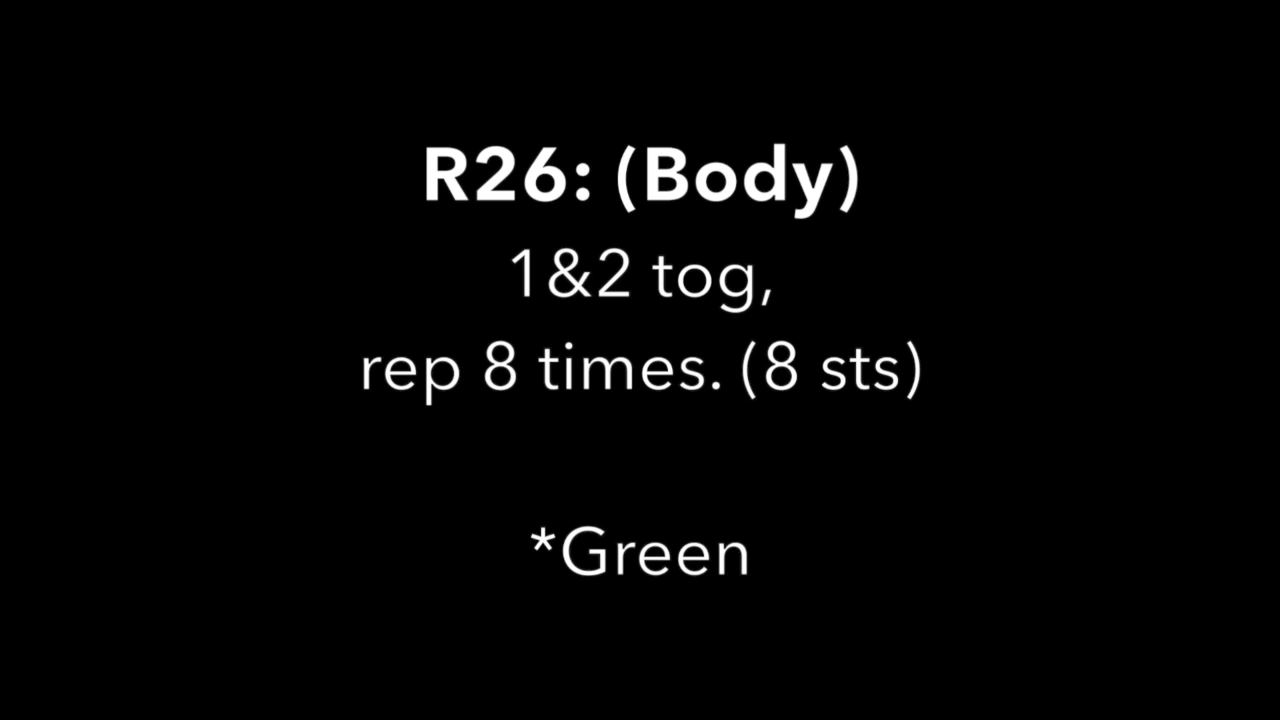 R26: (Body)
1&2 tog,
rep 8 times. (8 sts)
*Green